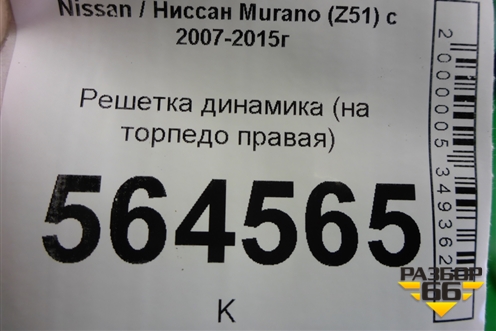 Nissan / Ниссан Murano (Z51) с
2007-2015г
Решетка динамика (на
торпедо правая)
564565
К
2000005349362
РАЗБОР
66